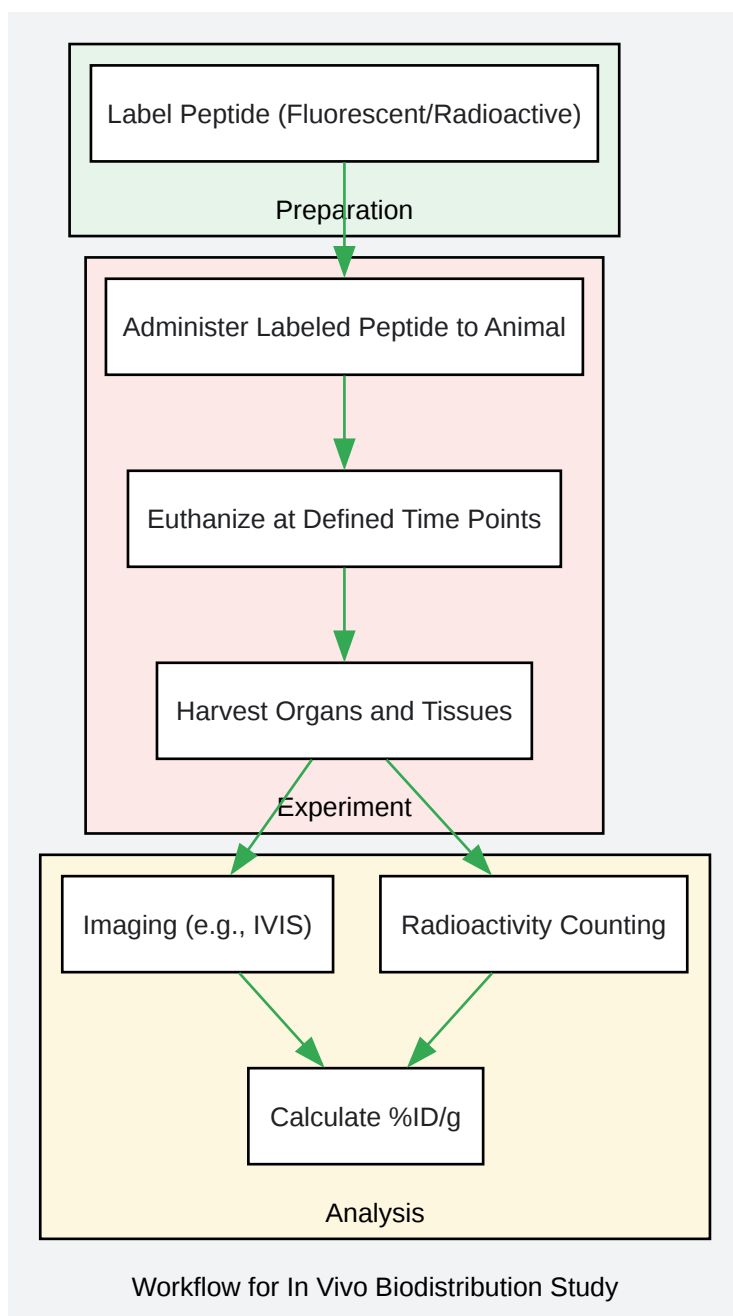 Label Peptide (Fluorescent/Radioactive)
Preparation
Administer Labeled Peptide to Animal
Euthanize at Defined Time Points
Harvest Organs and Tissues
Experiment
Imaging (e.g., IVIS)
Radioactivity Counting
Calculate %ID/g
Analysis
Workflow for In Vivo Biodistribution Study